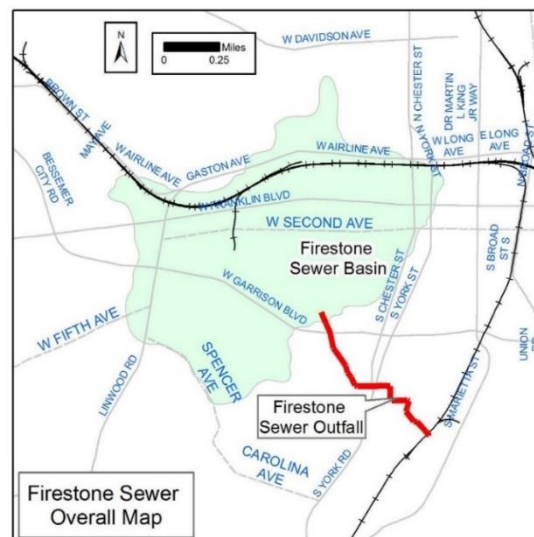 N
Miles
0 0.25
W DAVIDSON AVE
BROWN ST
MAY AVE
BESSEMER
CITY RD
W AIRLINE AVE
GASTON AVE
W AIRLINE AVE
N YORK ST
N CHESTER ST
DR MARTIN
L KING
JR WAY
W LONG
AVE
E LONG
AVE
N BROAD ST
W FRANKLIN BLVD
W SECOND AVE
Firestone
Sewer Basin
S CHESTER ST
S YORK ST
S BROAD
ST S
W GARRISON BLVD
W FIFTH AVE
LINWOOD RD
SPENCER
AVE
S MARIETTA ST
UNION
Firestone
Sewer Outfall
CAROLINA
AVE
S YORK RD
Firestone Sewer
Overall Map